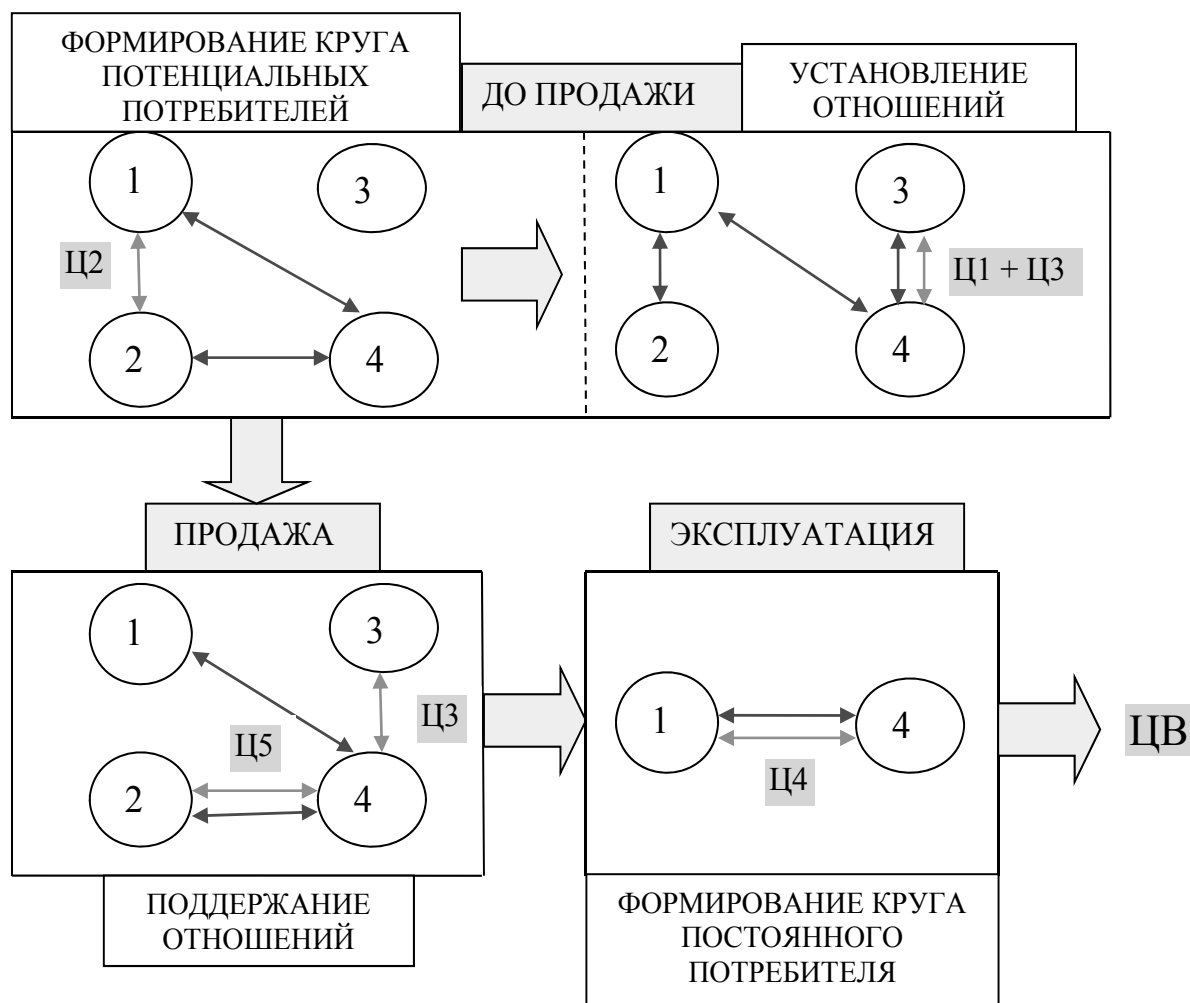 ФОРМИРОВАНИЕ КРУГА
ПОТЕНЦИАЛЬНЫХ
ПОТРЕБИТЕЛЕЙ
ДО ПРОДАЖИ
УСТАНОВЛЕНИЕ
ОТНОШЕНИЙ
1
3
Ц2
2
4
1
3
Ц1 + Ц3
2
4
ПРОДАЖА
1
3
Ц3
Ц5
2
4
ПОДДЕРЖАНИЕ
ОТНОШЕНИЙ
ЭКСПЛУАТАЦИЯ
1
4
Ц4
ФОРМИРОВАНИЕ КРУГА
ПОСТОЯННОГО
ПОТРЕБИТЕЛЯ
ЦВ